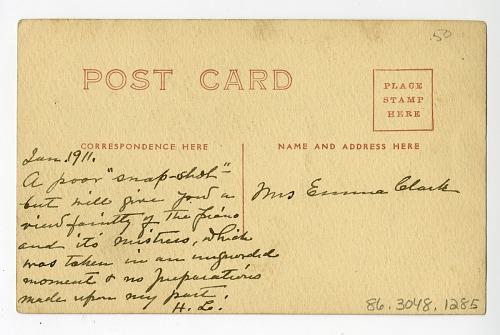 .50
POST CARD
PLACE
STAMP
HERE
CORRESPONDENCE HERE
NAME AND ADDRESS HERE
Jan. 1911.
A poor "snap-shot"-
but will give you a
view faintly of the piano
and its mistress, which
was taken in an unguarded
moment & no preparations
made upon my part.
H. L.
Mrs Emma Clark
86.3048.1285